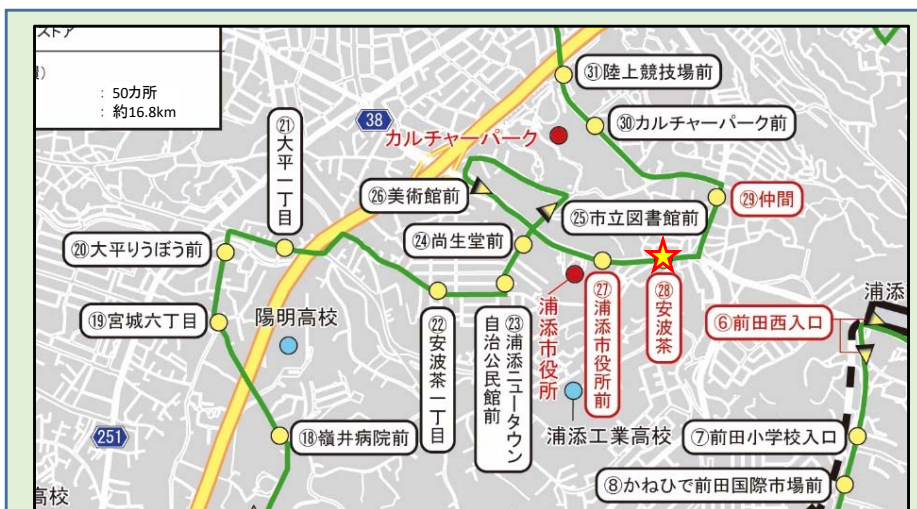 ストア
: 50カ所
: 約16.8km
38
カルチャーパーク
㉛陸上競技場前
㉚カルチャーパーク前
㉑大平一丁目
㉖美術館前
㉕市立図書館前
㉙仲間
⑳大平りうぼう前
㉔尚生堂前
⑲宮城六丁目
陽明高校
㉒安波茶一丁目
㉓浦添ニュータウン
自治公民館前
浦添市役所
㉗浦添市役所前
㉘安波茶
浦添
⑥前田西入口
浦添工業高校
251
⑱嶺井病院前
⑦前田小学校入口
⑧かねひで前田国際市場前
高校